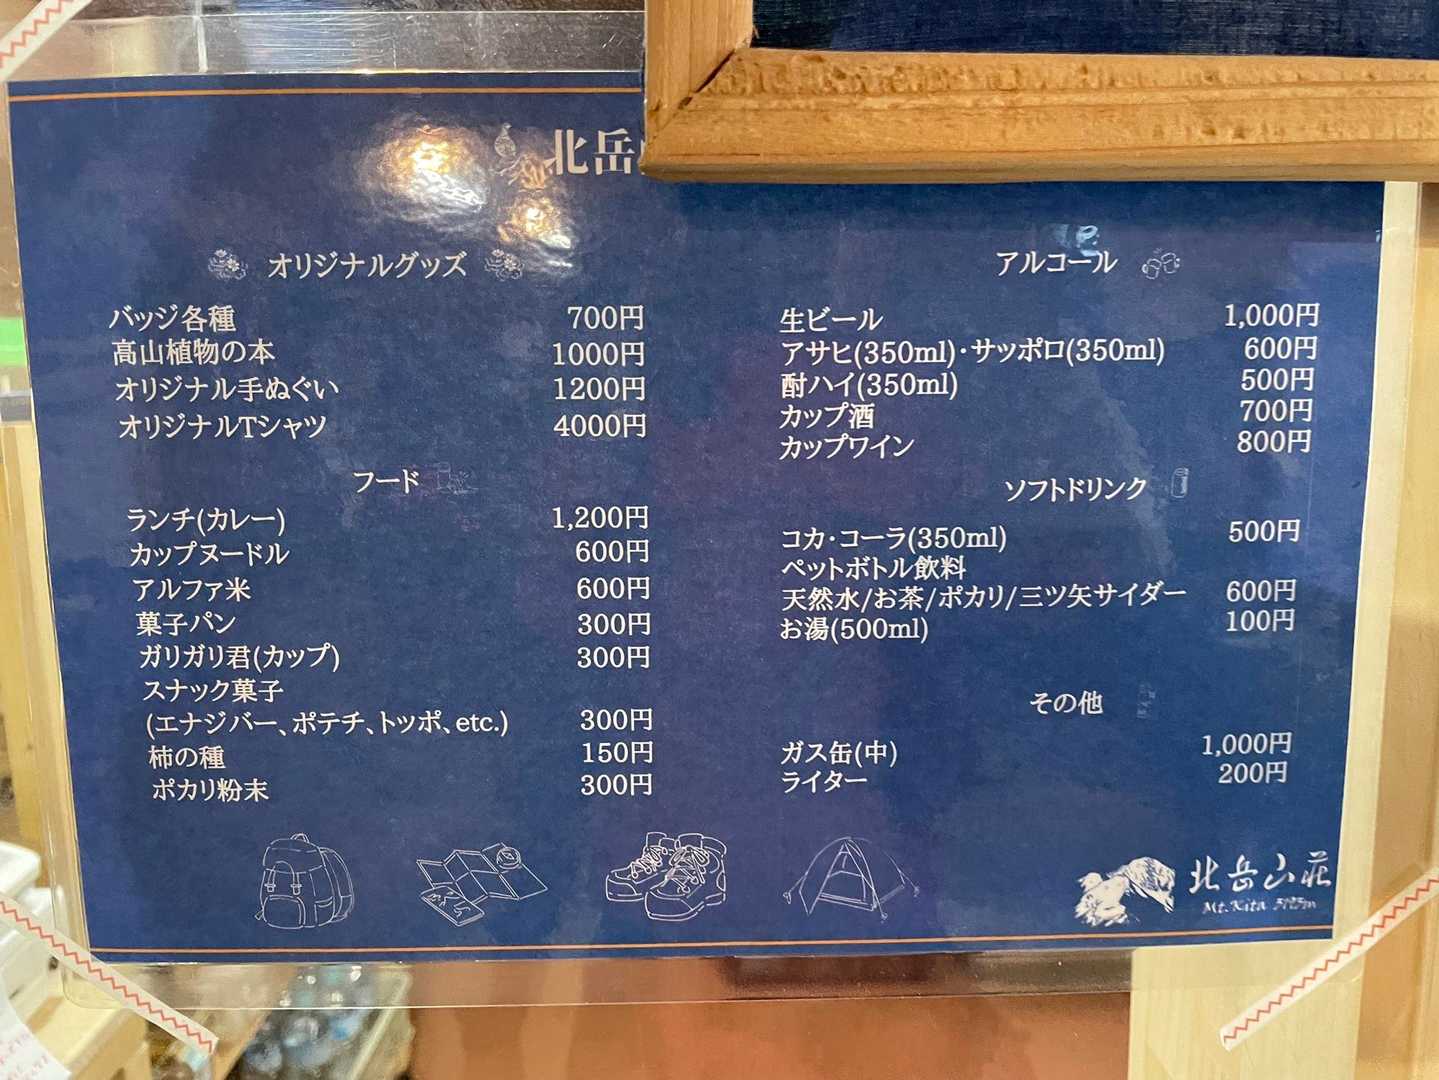 北岳
オリジナルグッズ
バッジ各種 700円
高山植物の本 1000円
オリジナル手ぬぐい 1200円
オリジナルTシャツ 4000円
フード
ランチ(カレー) 1,200円
カップヌードル 600円
アルファ米 600円
菓子パン 300円
ガリガリ君(カップ) 300円
スナック菓子
(エナジバー、ポテチ、トッポ、etc.) 300円
柿の種 150円
ポカリ粉末 300円
アルコール
生ビール 1,000円
アサヒ(350ml)・サッポロ(350ml) 600円
酎ハイ(350ml) 500円
カップ酒 700円
カップワイン 800円
ソフトドリンク
コカ・コーラ(350ml) 500円
ペットボトル飲料
天然水/お茶/ポカリ/三ツ矢サイダー 600円
お湯(500ml) 100円
その他
ガス缶(中) 1,000円
ライター 200円
北岳山荘
Mt.Kita 3193m